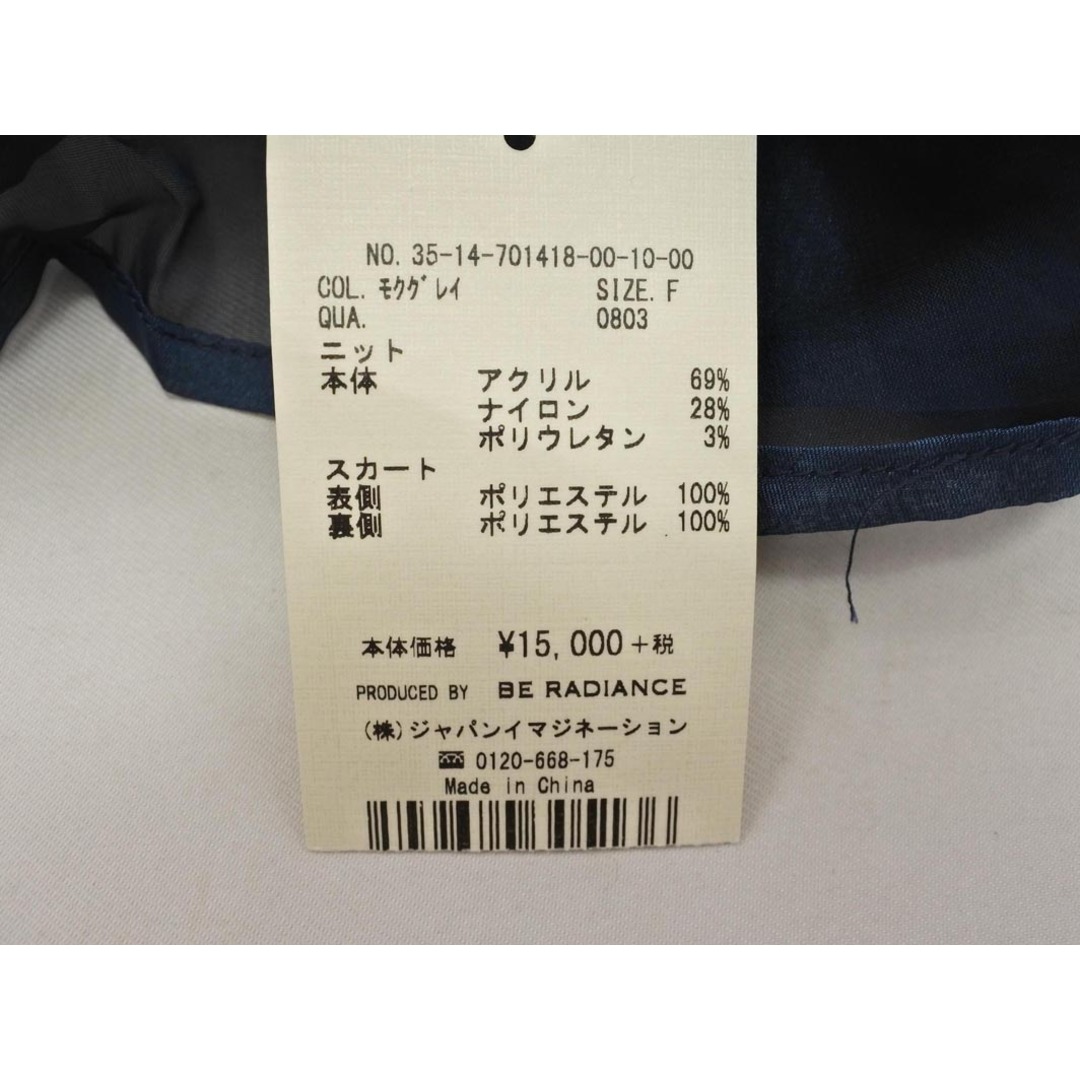 NO. 35-14-701418-00-10-00
COL. ﾓｸｸﾞﾚｲ SIZE. F
QUA. 0803
ニット
本体 アクリル 69%
ナイロン 28%
ポリウレタン 3%
スカート
表側 ポリエステル 100%
裏側 ポリエステル 100%
本体価格 ¥15,000+税
PRODUCED BY BE RADIANCE
(株)ジャパンイマジネーション
0120-668-175
Made in China